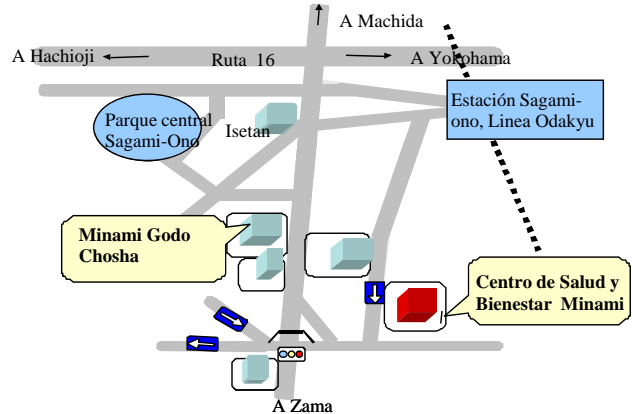 A Machida
A Hachioji
Ruta 16
A Yokohama
Parque central
Sagami-Ono
Isetan
Estación Sagami-
ono, Linea Odakyu
Minami Godo
Chosha
Centro de Salud y
Bienestar Minami
A Zama